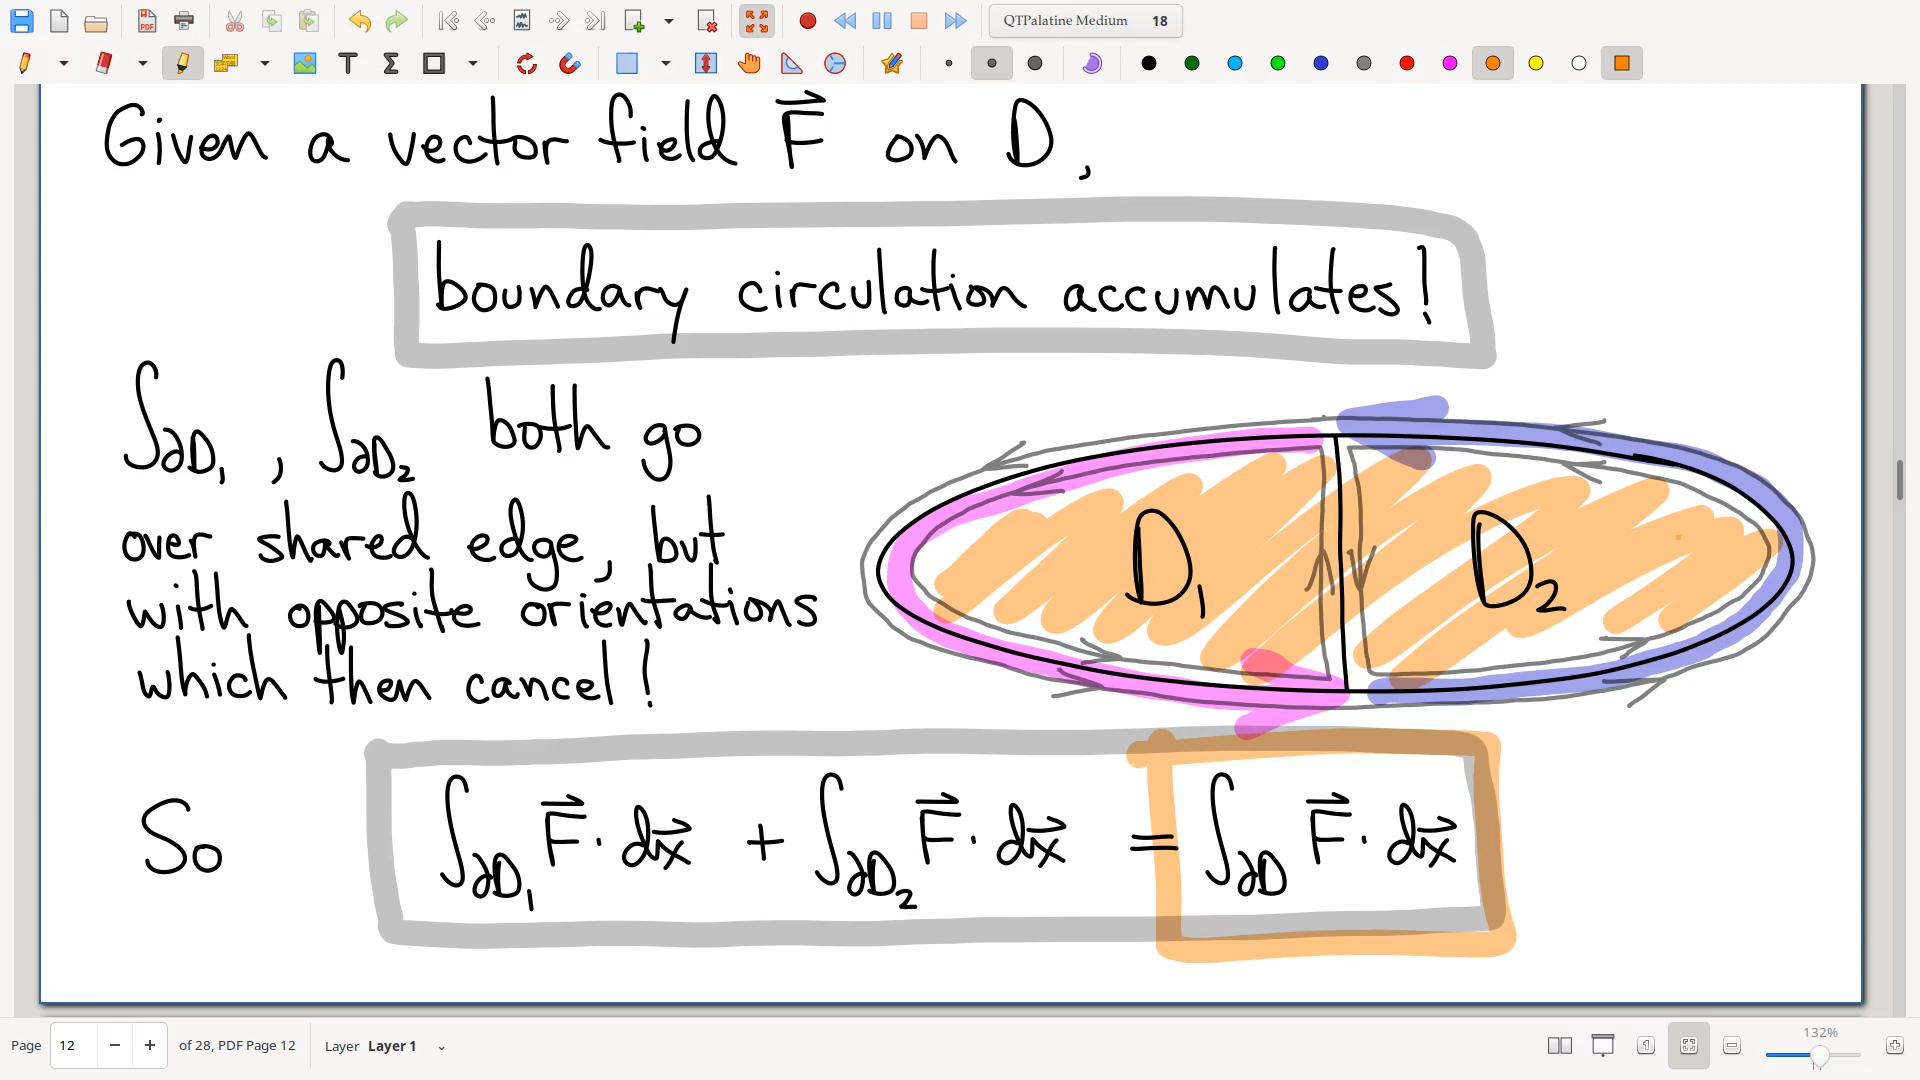 QTPalatine Medium 18
Given a vector field F⃗ on D,
boundary circulation accumulates!
∫∂D₁, ∫∂D₂ both go
over shared edge, but
with opposite orientations
which then cancel!
D₁ D₂
So ∫∂D₁ F⃗·dx⃗ + ∫∂D₂ F⃗·dx⃗ = ∫∂D F⃗·dx⃗
Page 12 − + of 28, PDF Page 12 Layer Layer 1 132%